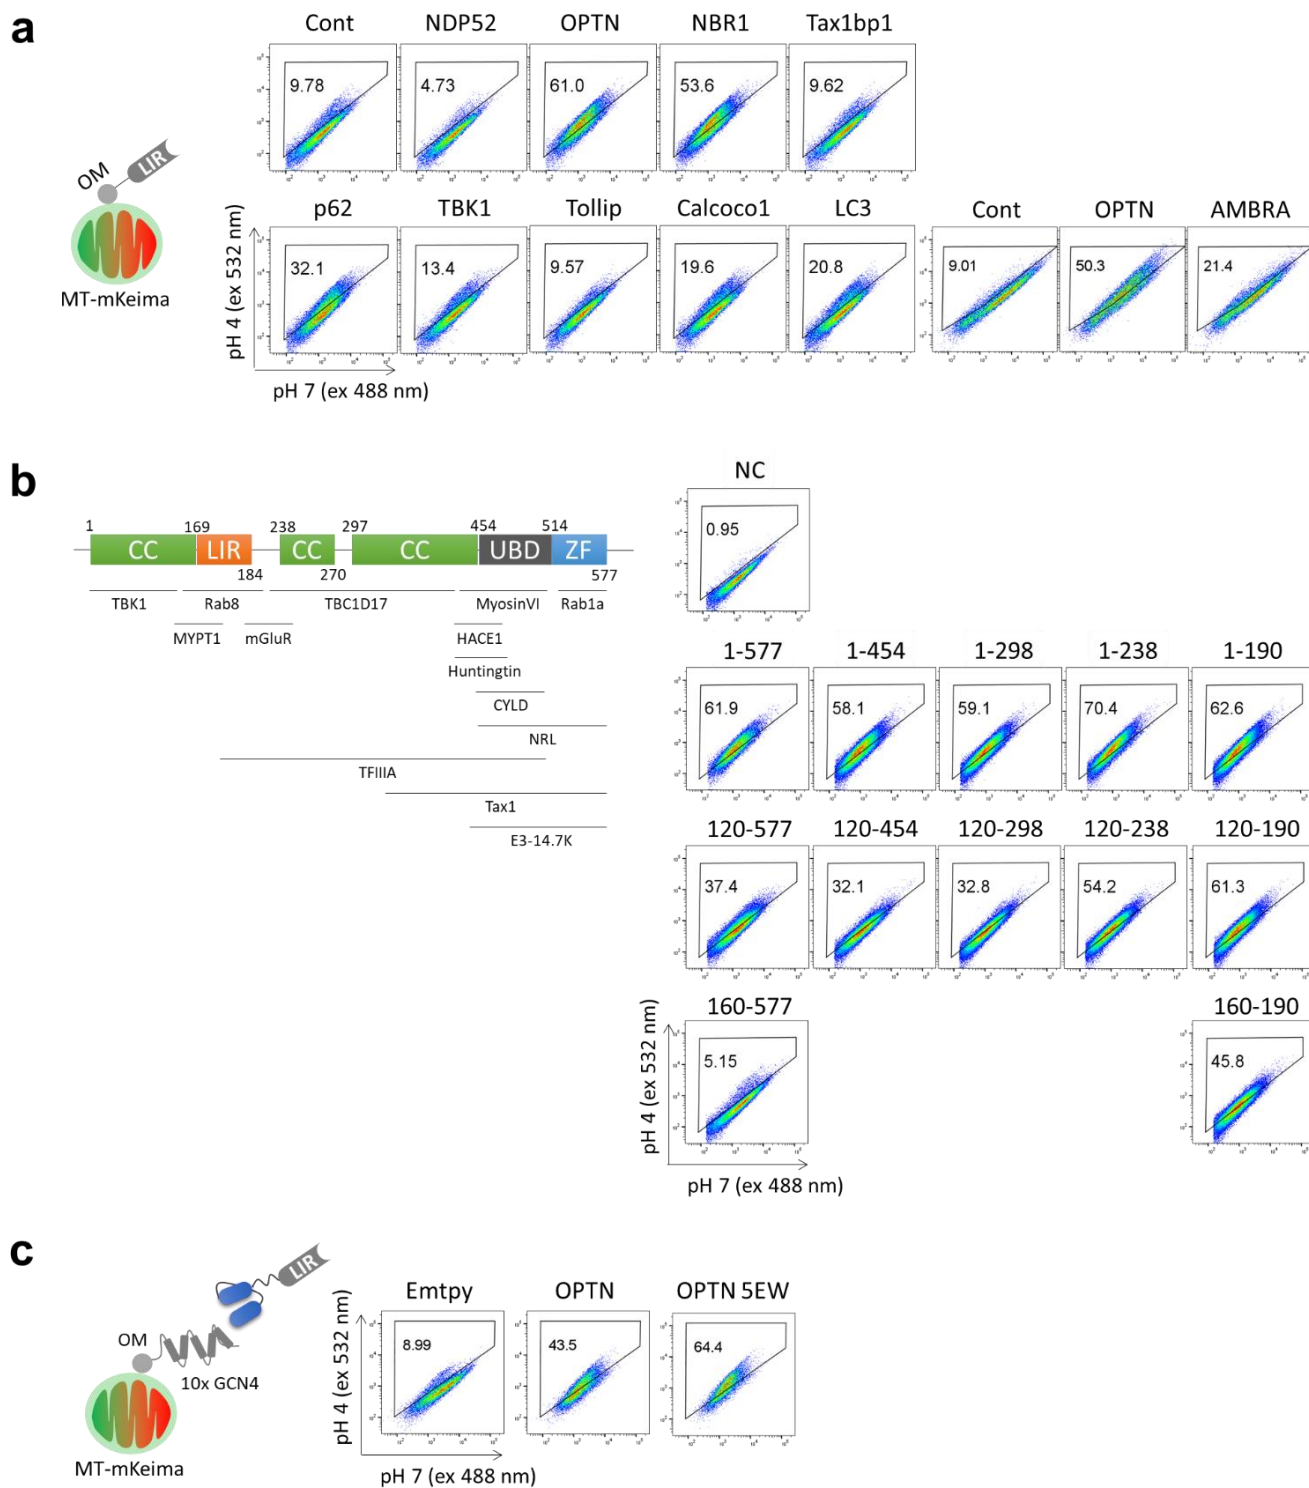 a
Cont NDP52 OPTN NBR1 Tax1bp1
9.78 4.73 61.0 53.6 9.62
OM LIR
MT-mKeima
p62 TBK1 Tollip Calcoco1 LC3 Cont OPTN AMBRA
32.1 13.4 9.57 19.6 20.8 9.01 50.3 21.4
pH 4 (ex 532 nm)
pH 7 (ex 488 nm)
b
1 169 238 297 454 514
CC LIR CC CC UBD ZF
184 270 577
TBK1 Rab8 TBC1D17 MyosinVI Rab1a
MYPT1 mGluR HACE1
Huntingtin
CYLD
NRL
TFIIIA
Tax1
E3-14.7K
NC
0.95
1-577 1-454 1-298 1-238 1-190
61.9 58.1 59.1 70.4 62.6
120-577 120-454 120-298 120-238 120-190
37.4 32.1 32.8 54.2 61.3
160-577 160-190
5.15 45.8
pH 4 (ex 532 nm)
pH 7 (ex 488 nm)
c
LIR
OM
10x GCN4
MT-mKeima
Emtpy OPTN OPTN 5EW
8.99 43.5 64.4
pH 4 (ex 532 nm)
pH 7 (ex 488 nm)